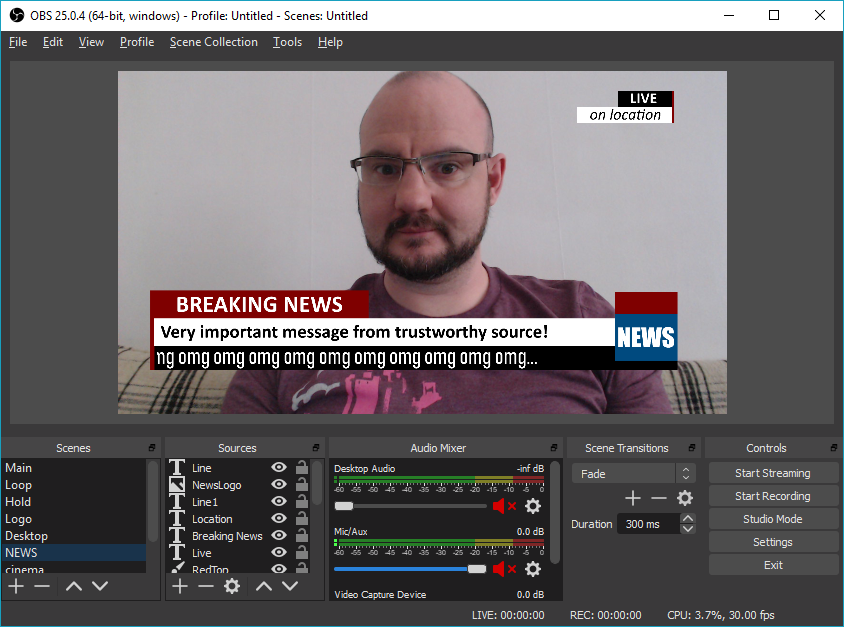 OBS 25.0.4 (64-bit, windows) - Profile: Untitled - Scenes: Untitled
File Edit View Profile Scene Collection Tools Help
LIVE
on location
BREAKING NEWS
Very important message from trustworthy source!
NEWS
ng omg omg omg omg omg omg omg omg omg omg...
Scenes
Main
Loop
Hold
Logo
Desktop
NEWS
cinema
Sources
Line
NewsLogo
Line1
Location
Breaking News
Live
RedTop
Audio Mixer
Desktop Audio -inf dB
-60 -55 -50 -45 -40 -35 -30 -25 -20 -15 -10 -5 0
Mic/Aux 0.0 dB
-60 -55 -50 -45 -40 -35 -30 -25 -20 -15 -10 -5 0
Video Capture Device 0.0 dB
Scene Transitions
Fade
Duration 300 ms
Controls
Start Streaming
Start Recording
Studio Mode
Settings
Exit
LIVE: 00:00:00 REC: 00:00:00 CPU: 3.7%, 30.00 fps